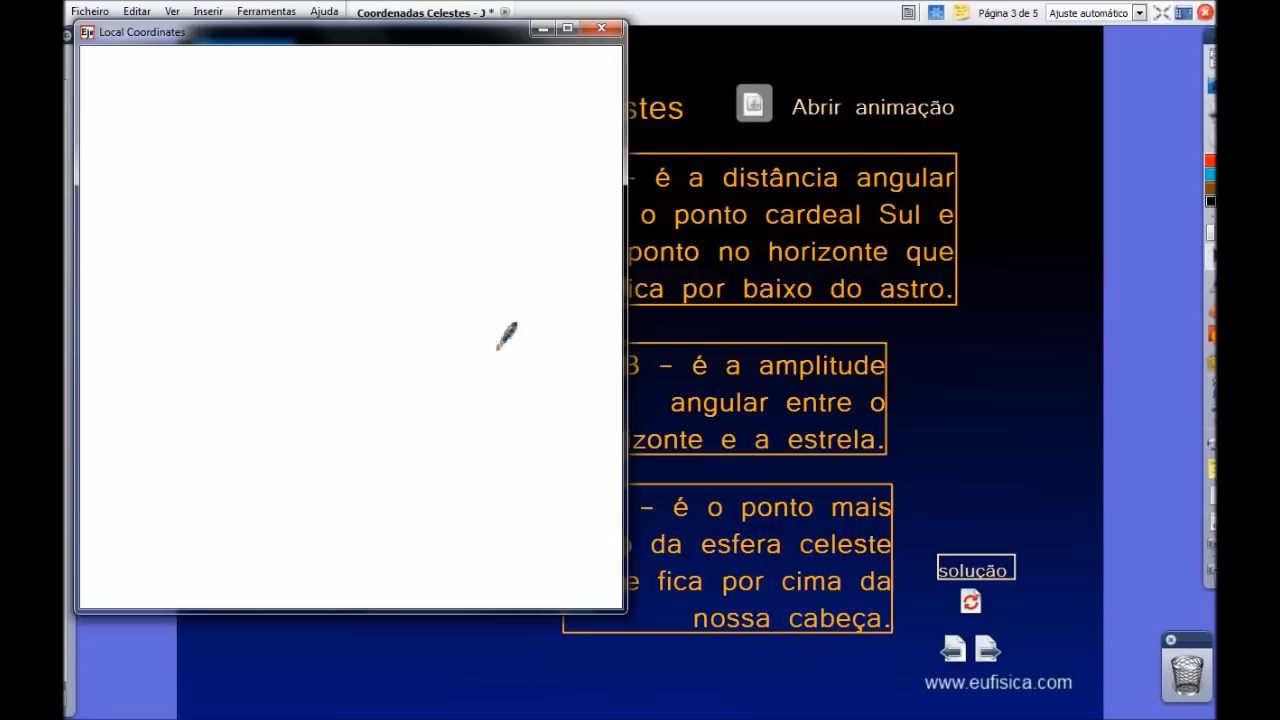 Ficheiro Editar Ver Inserir Ferramentas Ajuda Coordenadas Celestes - J *
Página 3 de 5 Ajuste automático
Ejs Local Coordinates
stes
Abrir animação
- é a distância angular
o ponto cardeal Sul e
ponto no horizonte que
ica por baixo do astro.
B - é a amplitude
angular entre o
zonte e a estrela.
- é o ponto mais
da esfera celeste
e fica por cima da
nossa cabeça.
solução
www.eufisica.com